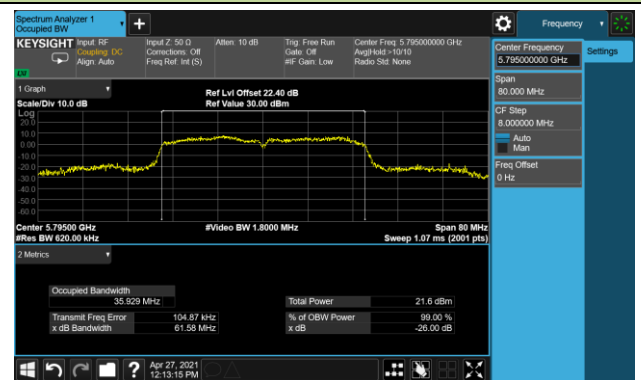 Spectrum Analyzer 1
Occupied BW
+
Frequency
KEYSIGHT
Input: RF
Coupling: DC
Align: Auto
Input Z: 50 Ω
Corrections: Off
Freq Ref: Int (S)
Atten: 10 dB
Trig: Free Run
Gate: Off
#IF Gain: Low
Center Freq: 5.795000000 GHz
Avg|Hold:>10/10
Radio Std: None
Center Frequency
5.795000000 GHz
Settings
Span
80.000 MHz
CF Step
8.000000 MHz
Auto
Man
Freq Offset
0 Hz
1 Graph
Scale/Div 10.0 dB
Ref Lvl Offset 22.40 dB
Ref Value 30.00 dBm
Log
20.0
10.0
0.00
-10.0
-20.0
-30.0
-40.0
-50.0
-60.0
Center 5.79500 GHz
#Res BW 620.00 kHz
#Video BW 1.8000 MHz
Span 80 MHz
Sweep 1.07 ms (2001 pts)
2 Metrics
Occupied Bandwidth
35.929 MHz
Total Power 21.6 dBm
Transmit Freq Error 104.87 kHz
% of OBW Power 99.00 %
x dB Bandwidth 61.58 MHz
x dB -26.00 dB
?
Apr 27, 2021
12:13:15 PM